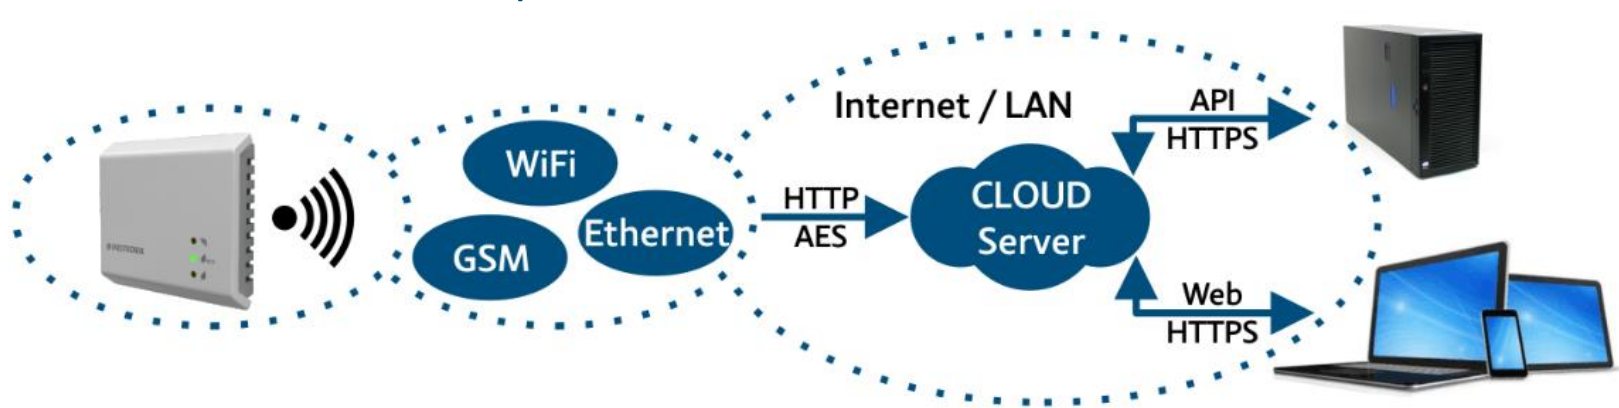 WiFi
GSM
Ethernet
HTTP
AES
Internet / LAN
CLOUD
Server
API
HTTPS
Web
HTTPS